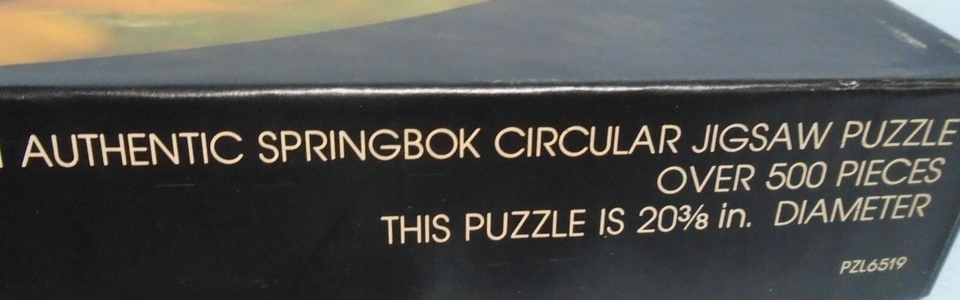 AUTHENTIC SPRINGBOK CIRCULAR JIGSAW PUZZLE
OVER 500 PIECES
THIS PUZZLE IS 20⅜ in. DIAMETER
PZL6519